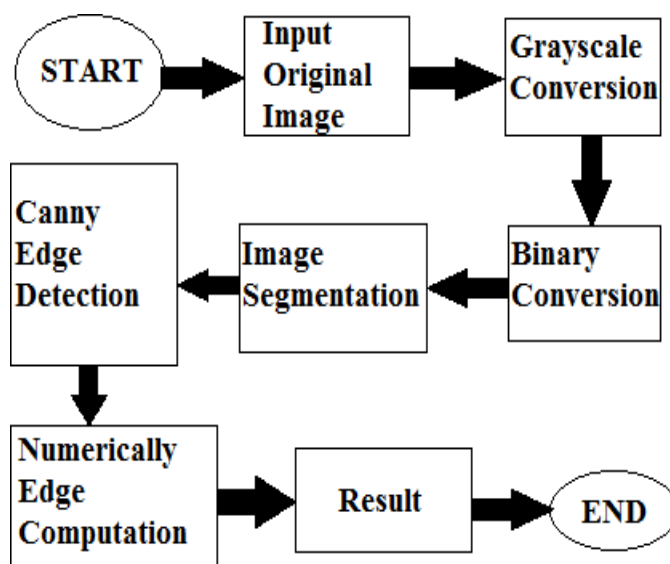 START
Input
Original
Image
Grayscale
Conversion
Binary
Conversion
Image
Segmentation
Canny
Edge
Detection
Numerically
Edge
Computation
Result
END